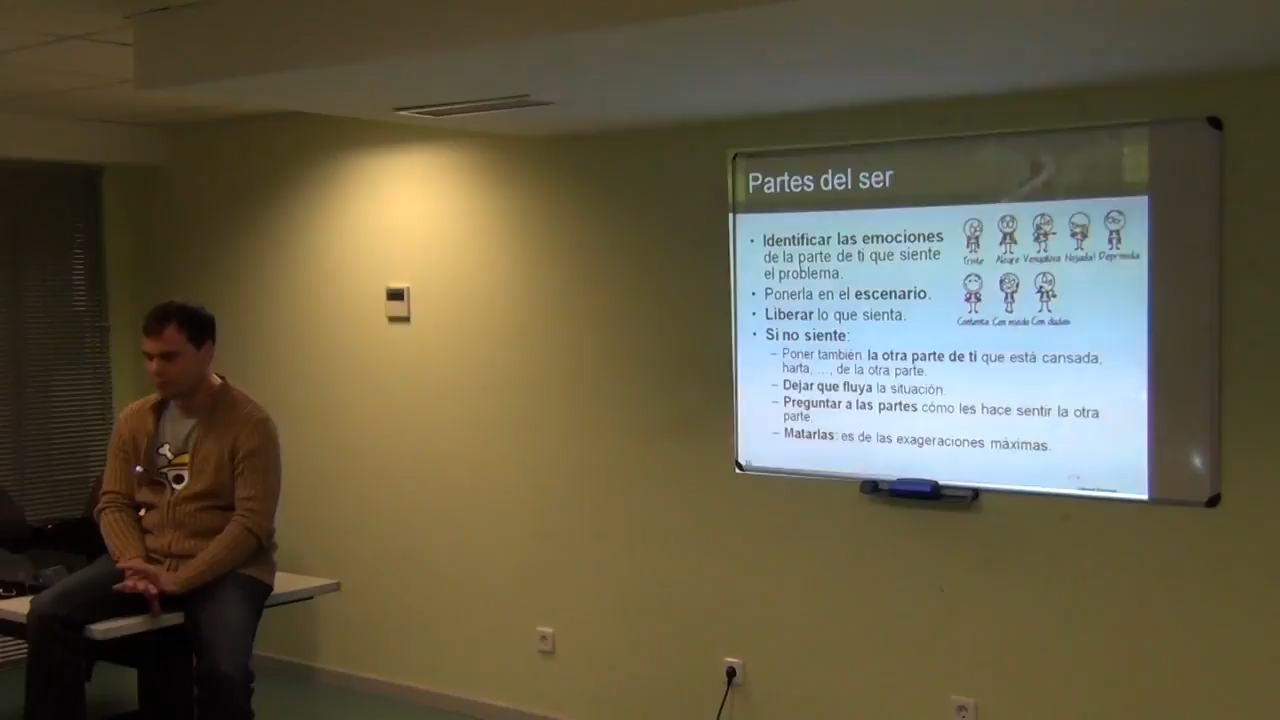 Partes del ser
• Identificar las emociones
de la parte de ti que siente
el problema.
• Ponerla en el escenario.
• Liberar lo que sienta.
• Si no siente:
– Poner también la otra parte de ti que está cansada,
harta, …, de la otra parte.
– Dejar que fluya la situación.
– Preguntar a las partes cómo les hace sentir la otra
parte.
– Matarlas: es de las exageraciones máximas.
Triste Alegre Vengativa Deprimida
Contenta Con miedo Con dudas